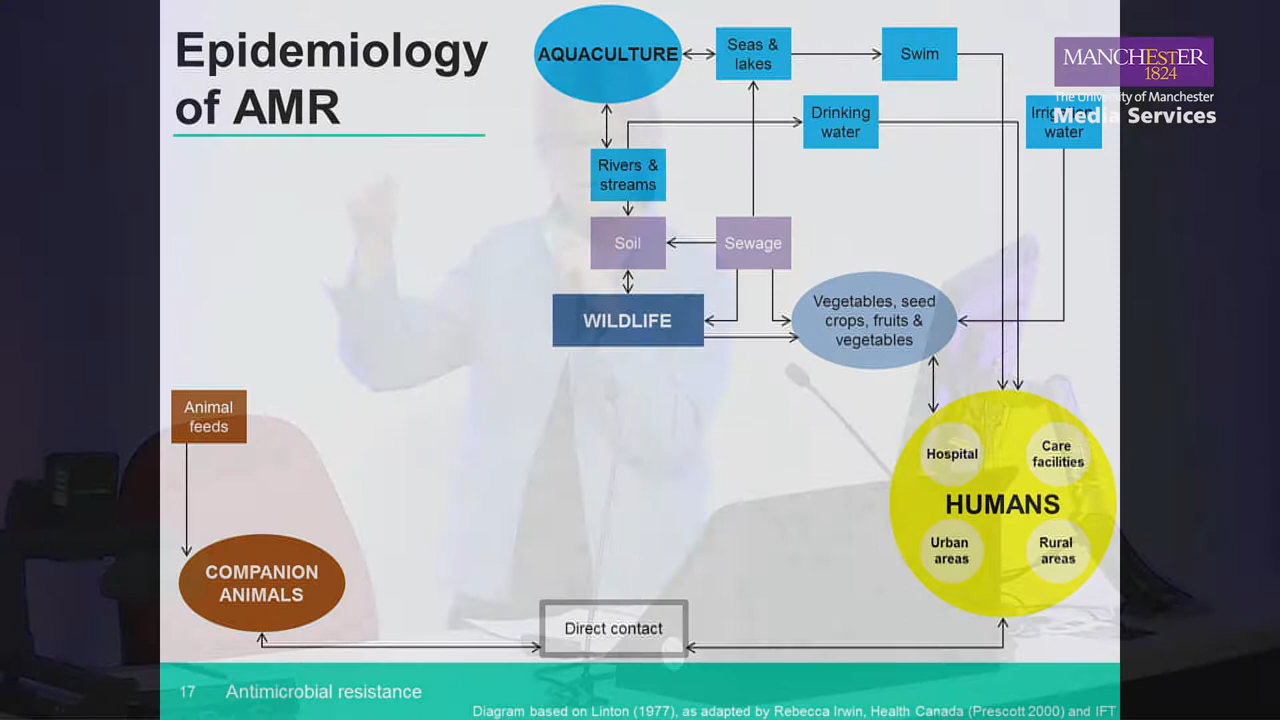 Epidemiology
of AMR
AQUACULTURE
Seas &
lakes
Swim
MANCHESTER
1824
The University of Manchester
Media Services
Drinking
water
water
Rivers &
streams
Soil
Sewage
WILDLIFE
Vegetables, seed
crops, fruits &
vegetables
Animal
feeds
Hospital
Care
facilities
HUMANS
Urban
areas
Rural
areas
COMPANION
ANIMALS
Direct contact
17 Antimicrobial resistance
Diagram based on Linton (1977), as adapted by Rebecca Irwin, Health Canada (Prescott 2000) and IFT